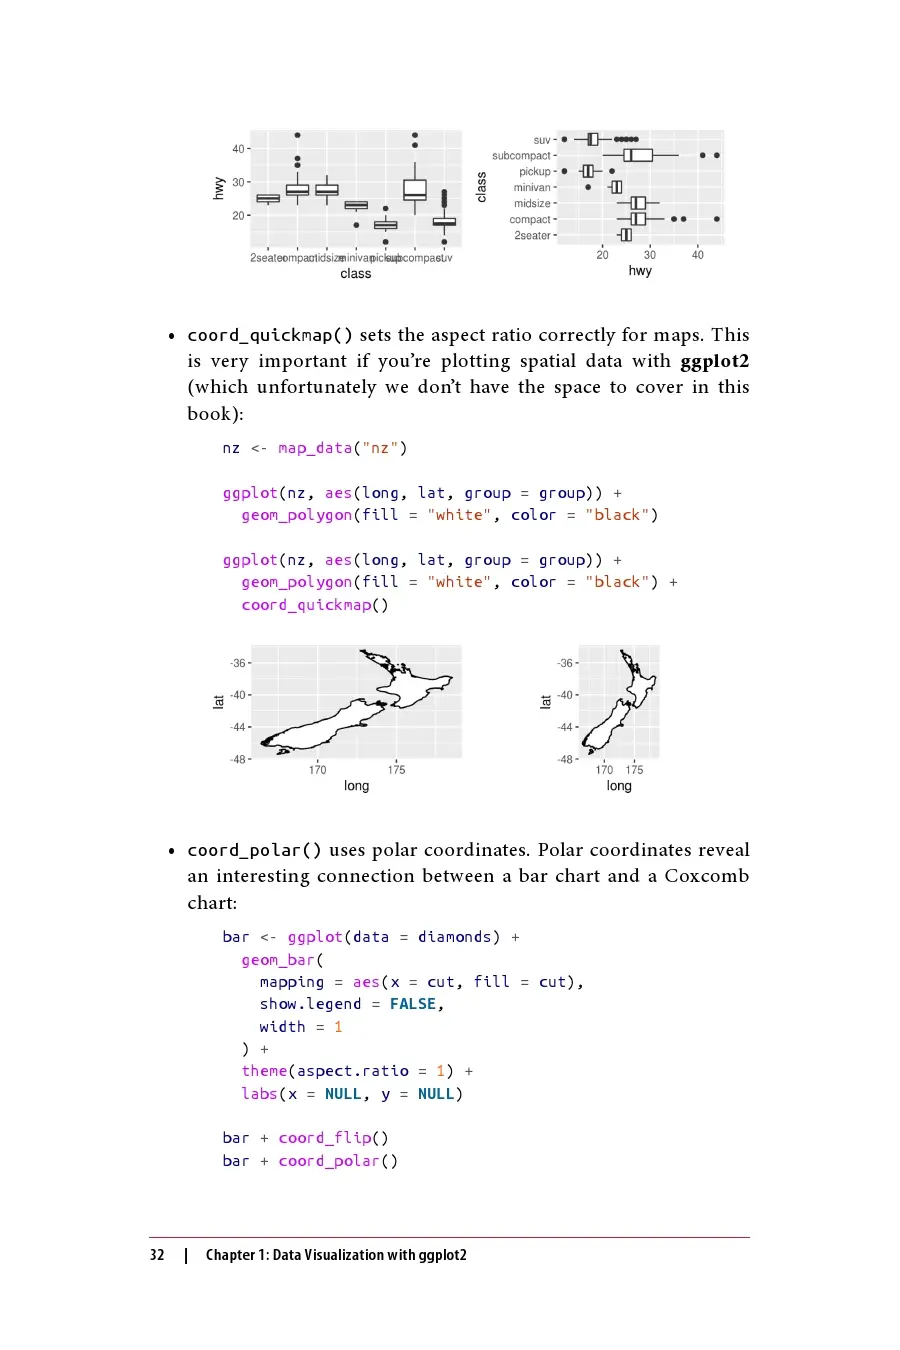 40
30
20
hwy
2seater compact midsize minivan pickup subcompact suv
class
suv
subcompact
pickup
minivan
midsize
compact
2seater
class
20 30 40
hwy
• coord_quickmap() sets the aspect ratio correctly for maps. This
is very important if you’re plotting spatial data with ggplot2
(which unfortunately we don’t have the space to cover in this
book):
nz <- map_data("nz")
ggplot(nz, aes(long, lat, group = group)) +
geom_polygon(fill = "white", color = "black")
ggplot(nz, aes(long, lat, group = group)) +
geom_polygon(fill = "white", color = "black") +
coord_quickmap()
-36
-40
-44
-48
lat
170 175
long
-36
-40
-44
-48
lat
170 175
long
• coord_polar() uses polar coordinates. Polar coordinates reveal
an interesting connection between a bar chart and a Coxcomb
chart:
bar <- ggplot(data = diamonds) +
geom_bar(
mapping = aes(x = cut, fill = cut),
show.legend = FALSE,
width = 1
) +
theme(aspect.ratio = 1) +
labs(x = NULL, y = NULL)
bar + coord_flip()
bar + coord_polar()
32 | Chapter 1: Data Visualization with ggplot2